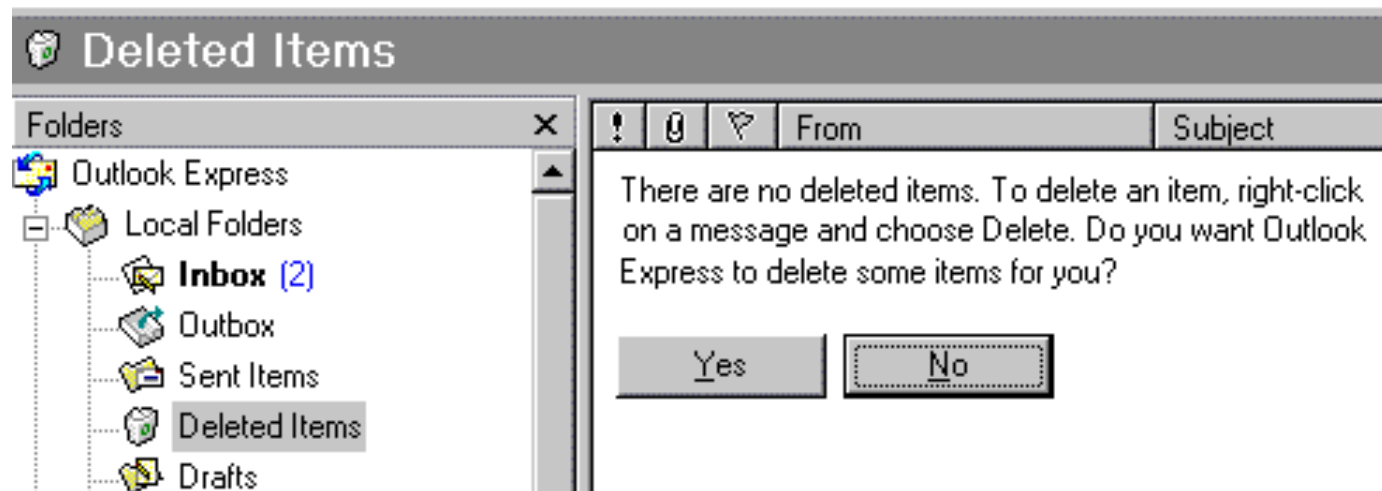 Deleted Items
Folders
! From Subject
Outlook Express
Local Folders
Inbox (2)
Outbox
Sent Items
Deleted Items
Drafts
There are no deleted items. To delete an item, right-click
on a message and choose Delete. Do you want Outlook
Express to delete some items for you?
Yes No